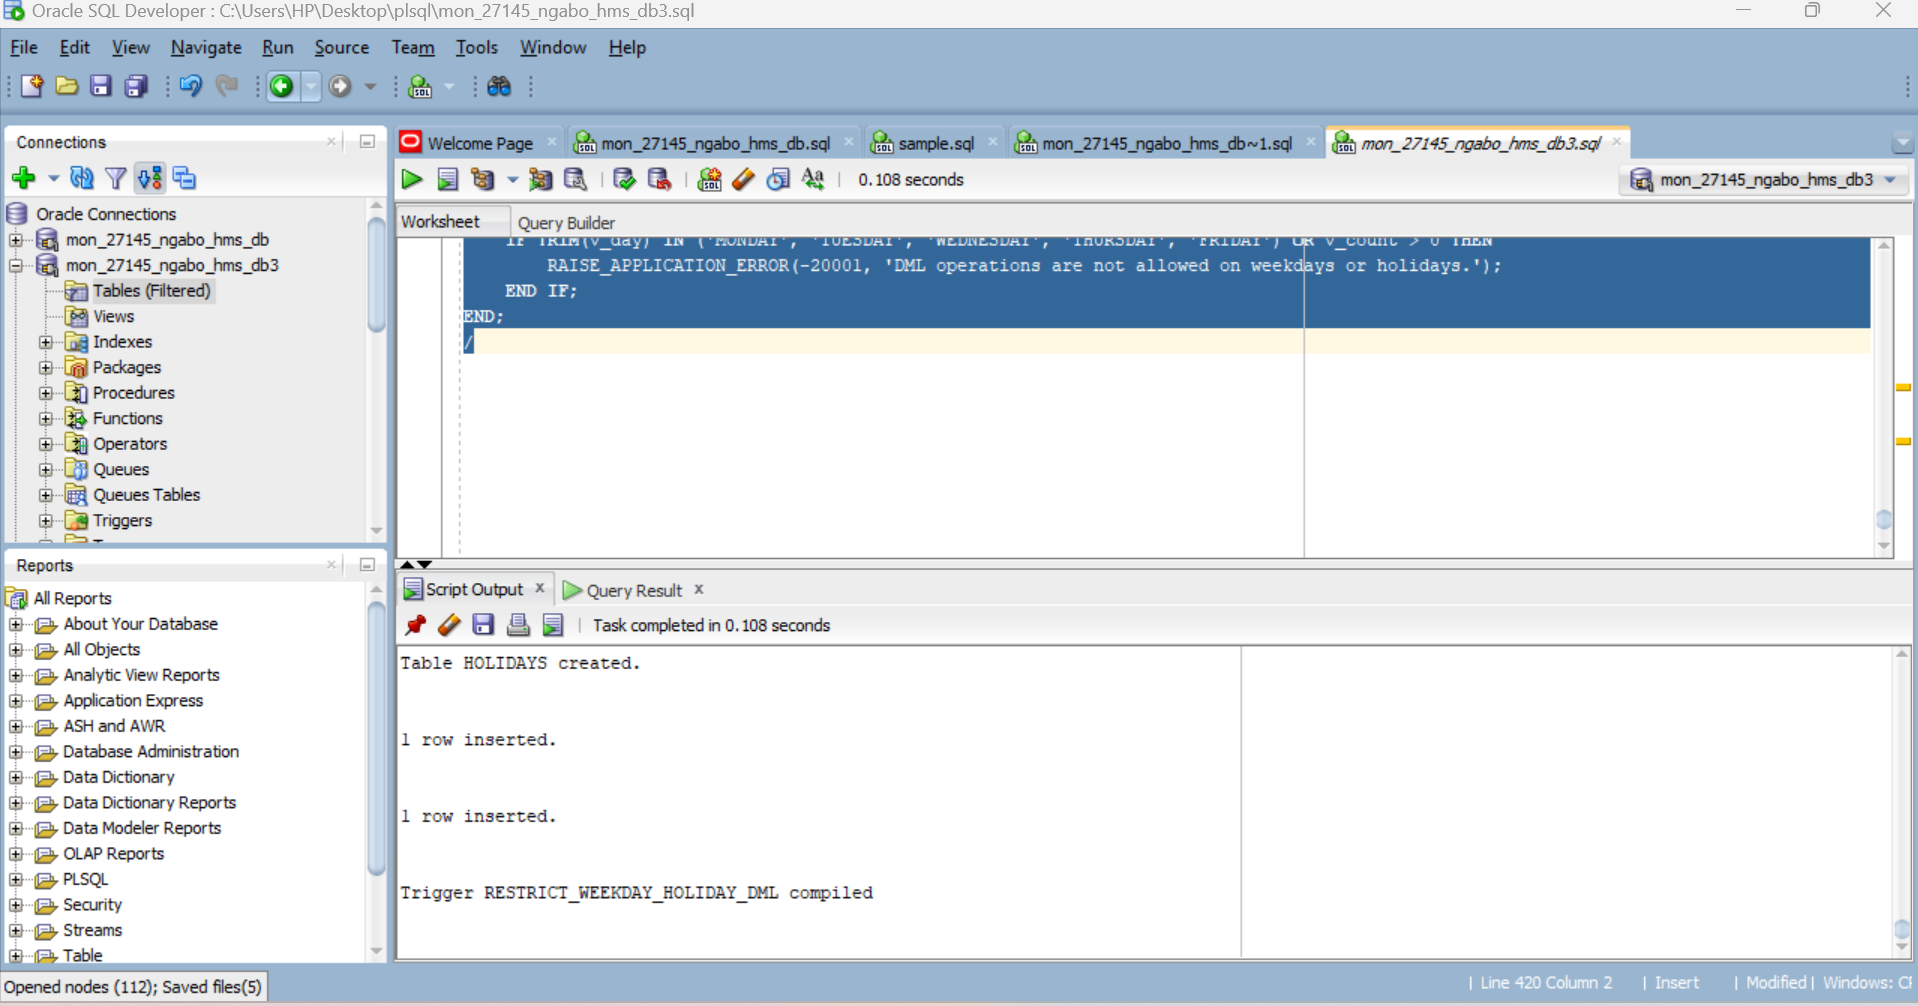 Oracle SQL Developer : C:\Users\HP\Desktop\plsql\mon_27145_ngabo_hms_db3.sql
File Edit View Navigate Run Source Team Tools Window Help
Connections
Oracle Connections
mon_27145_ngabo_hms_db
mon_27145_ngabo_hms_db3
Tables (Filtered)
Views
Indexes
Packages
Procedures
Functions
Operators
Queues
Queues Tables
Triggers
Reports
All Reports
About Your Database
All Objects
Analytic View Reports
Application Express
ASH and AWR
Database Administration
Data Dictionary
Data Dictionary Reports
Data Modeler Reports
OLAP Reports
PLSQL
Security
Streams
Table
Welcome Page mon_27145_ngabo_hms_db.sql sample.sql mon_27145_ngabo_hms_db~1.sql mon_27145_ngabo_hms_db3.sql
0.108 seconds mon_27145_ngabo_hms_db3
Worksheet Query Builder
IF TRIM(v_day) IN ('MONDAY', 'TUESDAY', 'WEDNESDAY', 'THURSDAY', 'FRIDAY') OR v_count > 0 THEN
RAISE_APPLICATION_ERROR(-20001, 'DML operations are not allowed on weekdays or holidays.');
END IF;
END;
/
Script Output Query Result
Task completed in 0.108 seconds
Table HOLIDAYS created.
1 row inserted.
1 row inserted.
Trigger RESTRICT_WEEKDAY_HOLIDAY_DML compiled
Opened nodes (112); Saved files(5) | Line 420 Column 2 | Insert | Modified | Windows: